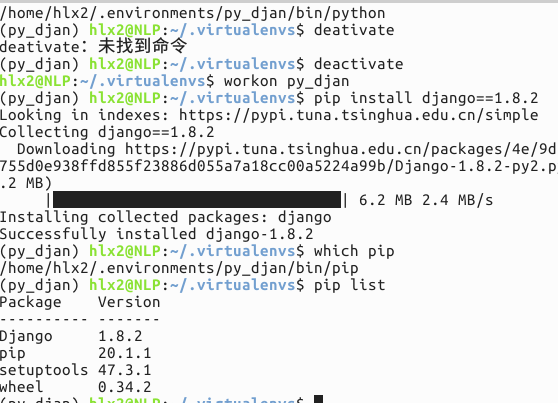 /home/hlx2/.environments/py_djan/bin/python
(py_djan) hlx2@NLP:~/.virtualenvs$ deativate
deativate：未找到命令
(py_djan) hlx2@NLP:~/.virtualenvs$ deactivate
hlx2@NLP:~/.virtualenvs$ workon py_djan
(py_djan) hlx2@NLP:~/.virtualenvs$ pip install django==1.8.2
Looking in indexes: https://pypi.tuna.tsinghua.edu.cn/simple
Collecting django==1.8.2
  Downloading https://pypi.tuna.tsinghua.edu.cn/packages/4e/9d
755d0e938ffd855f23886d055a7a18cc00a5224a99b/Django-1.8.2-py2.p
.2 MB)
     |████████████████████████████████| 6.2 MB 2.4 MB/s
Installing collected packages: django
Successfully installed django-1.8.2
(py_djan) hlx2@NLP:~/.virtualenvs$ which pip
/home/hlx2/.environments/py_djan/bin/pip
(py_djan) hlx2@NLP:~/.virtualenvs$ pip list
Package    Version
---------- -------
Django     1.8.2
pip        20.1.1
setuptools 47.3.1
wheel      0.34.2
(py_djan) hlx2@NLP:~/.virtualenvs$